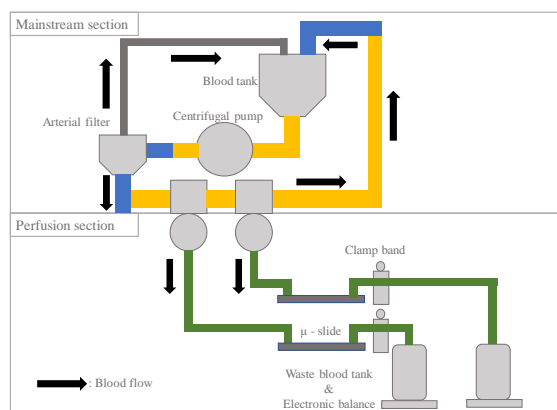 Mainstream section
Blood tank
Centrifugal pump
Arterial filter
Perfusion section
Clamp band
μ - slide
Waste blood tank
&
Electronic balance
: Blood flow